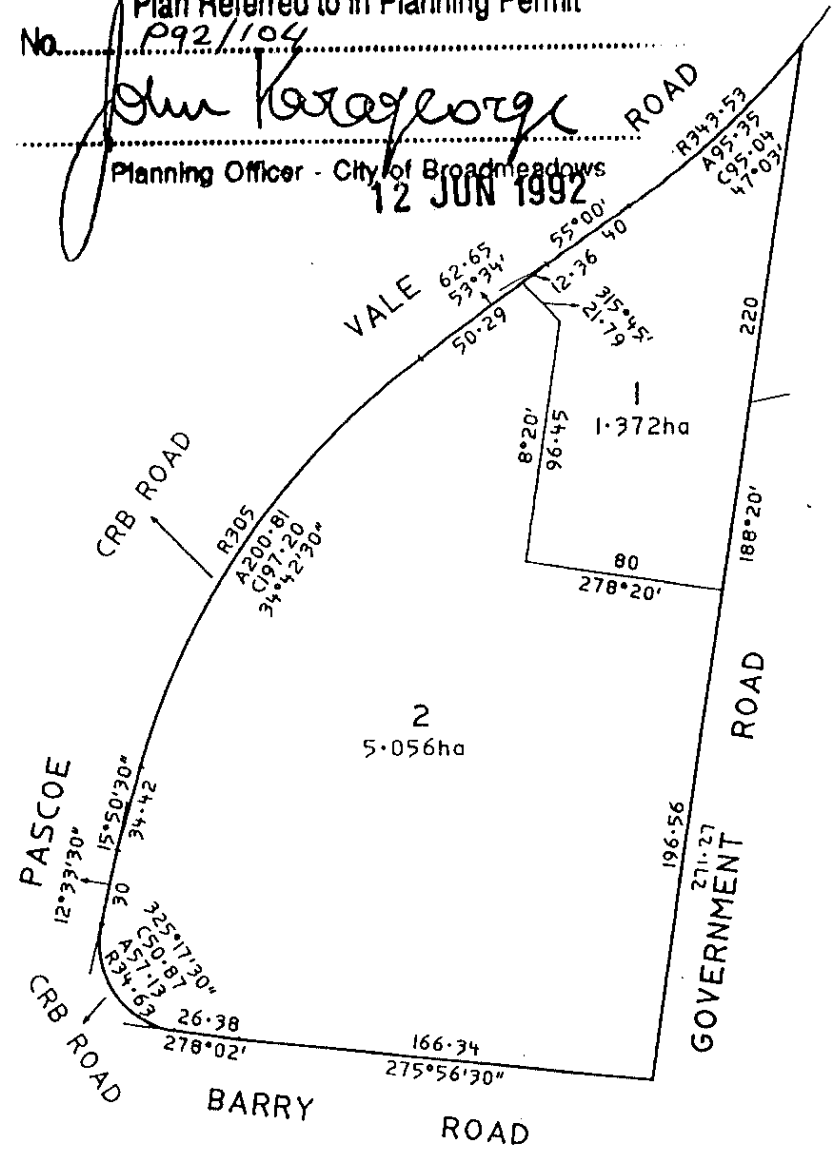 Plan Referred to in Planning Permit
No. P92/104
John Karageorge
Planning Officer - City of Broadmeadows
12 JUN 1992
ROAD
R343·53
A95·35
C95·04
47°03'
55°00'
40
12·36
62·65
53°34'
VALE
50·29
315°45'
21·79
220
1
1·372ha
8°20'
96·45
CRB ROAD
R305
A200·81
C197·20
34°42'30"
188°20'
80
278°20'
ROAD
2
5·056ha
PASCOE
15°50'30"
34·42
12°33'30"
30
196·56
271·27
GOVERNMENT
325°17'30"
C50·87
A57·13
R34·63
CRB ROAD
26·38
278°02'
166·34
275°56'30"
BARRY ROAD